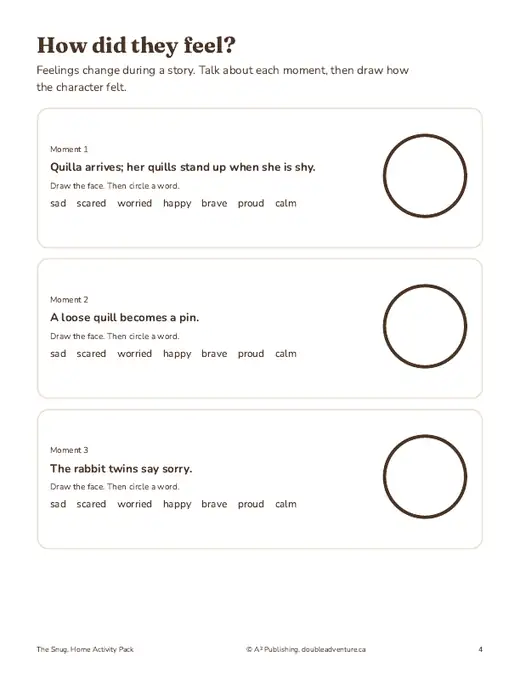 How did they feel?
Feelings change during a story. Talk about each moment, then draw how
the character felt.
Moment 1
Quilla arrives; her quills stand up when she is shy.
Draw the face. Then circle a word.
sad scared worried happy brave proud calm
Moment 2
A loose quill becomes a pin.
Draw the face. Then circle a word.
sad scared worried happy brave proud calm
Moment 3
The rabbit twins say sorry.
Draw the face. Then circle a word.
sad scared worried happy brave proud calm
The Snug, Home Activity Pack © A² Publishing, doubleadventure.ca 4